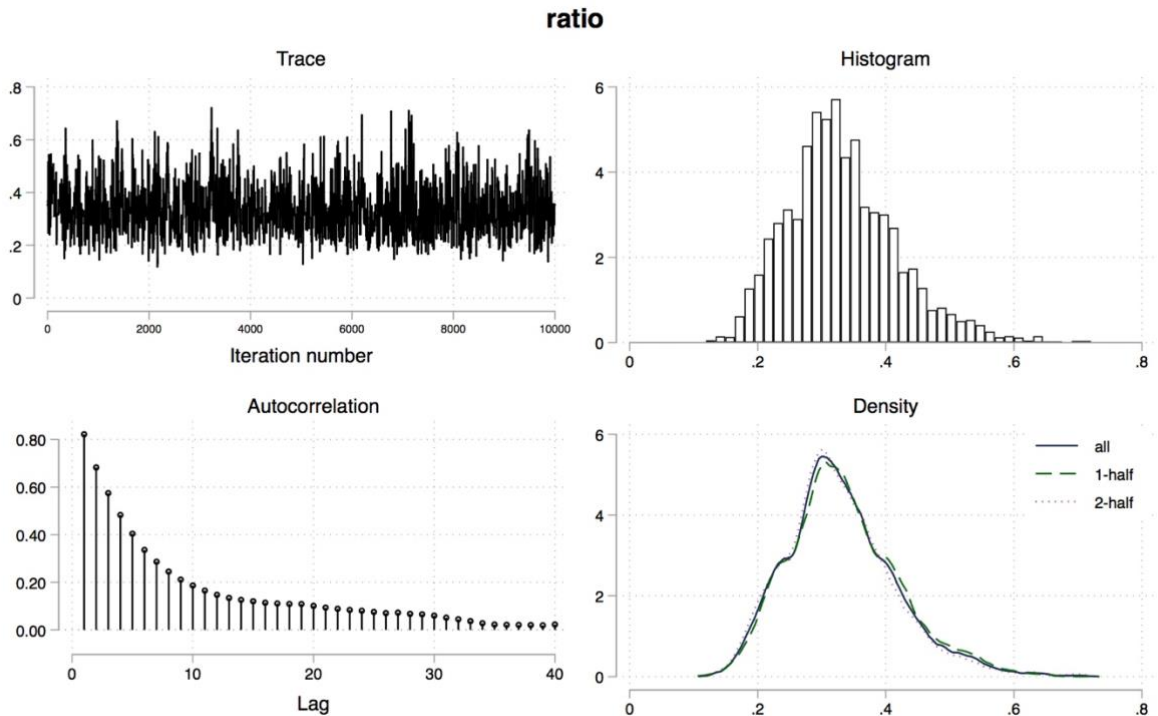 ratio
Trace
.8
.6
.4
.2
0
0 2000 4000 6000 8000 10000
Iteration number
Histogram
6
4
2
0
0 .2 .4 .6 .8
Autocorrelation
0.80
0.60
0.40
0.20
0.00
0 10 20 30 40
Lag
Density
6
4
2
0
0 .2 .4 .6 .8
all
1-half
2-half